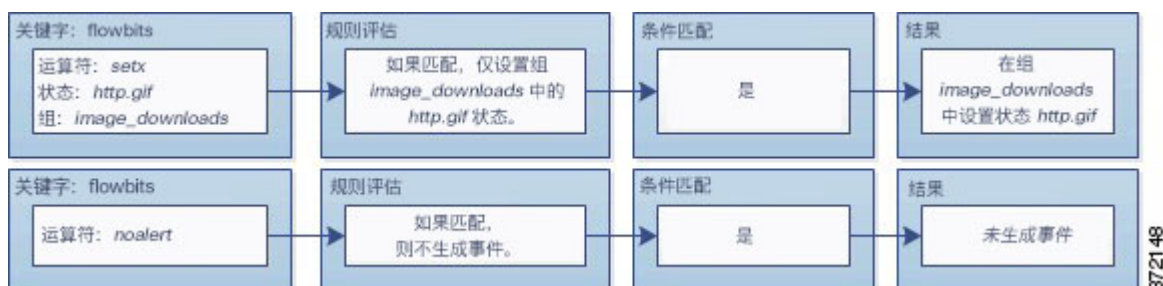 关键字：flowbits
运算符：setx
状态：http.gif
组：image_downloads
规则评估
如果匹配，仅设置组
image_downloads 中的
http.gif 状态。
条件匹配
是
结果
在组
image_downloads
中设置状态 http.gif
关键字：flowbits
运算符：noalert
规则评估
如果匹配，
则不生成事件。
条件匹配
是
结果
未生成事件
372148